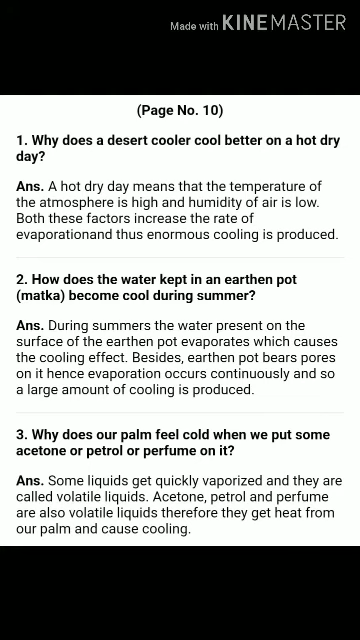 Made with KINEMASTER
(Page No. 10)
1. Why does a desert cooler cool better on a hot dry
day?
Ans. A hot dry day means that the temperature of
the atmosphere is high and humidity of air is low.
Both these factors increase the rate of
evaporationand thus enormous cooling is produced.
2. How does the water kept in an earthen pot
(matka) become cool during summer?
Ans. During summers the water present on the
surface of the earthen pot evaporates which causes
the cooling effect. Besides, earthen pot bears pores
on it hence evaporation occurs continuously and so
a large amount of cooling is produced.
3. Why does our palm feel cold when we put some
acetone or petrol or perfume on it?
Ans. Some liquids get quickly vaporized and they are
called volatile liquids. Acetone, petrol and perfume
are also volatile liquids therefore they get heat from
our palm and cause cooling.